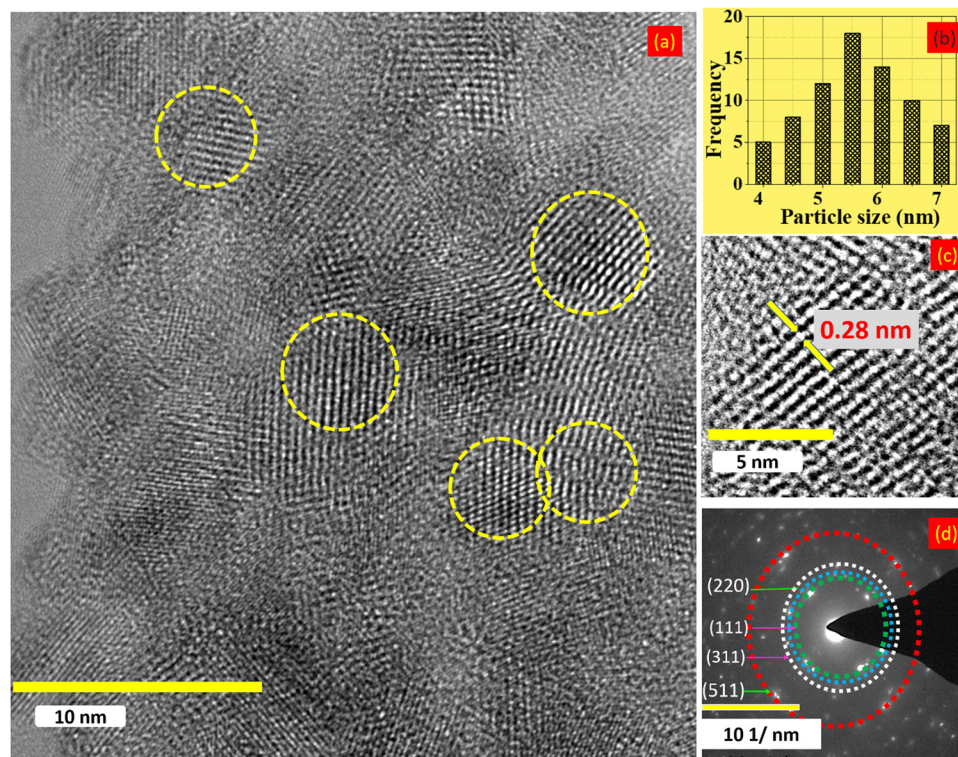 (a)
10 nm
(b)
20
15
10
5
0
Frequency
4 5 6 7
Particle size (nm)
(c)
0.28 nm
5 nm
(d)
(220)
(111)
(311)
(511)
10 1/ nm